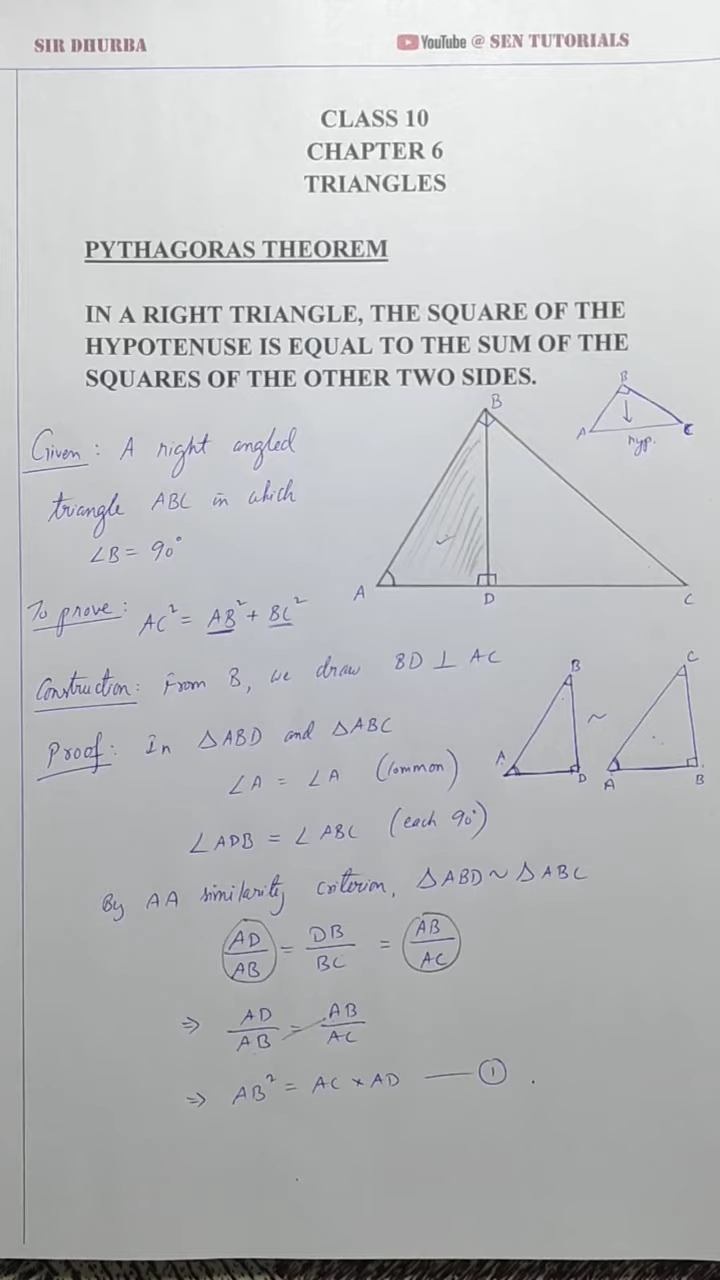 SIR DHURBA
YouTube @ SEN TUTORIALS
CLASS 10
CHAPTER 6
TRIANGLES
PYTHAGORAS THEOREM
IN A RIGHT TRIANGLE, THE SQUARE OF THE
HYPOTENUSE IS EQUAL TO THE SUM OF THE
SQUARES OF THE OTHER TWO SIDES.
B
A
C
hyp.
B
A
D
C
Given: A right angled
triangle ABC in which
∠B = 90°
To prove: AC² = AB² + BC²
Construction: From B, we draw BD ⊥ AC
Proof: In △ABD and △ABC
∠A = ∠A (Common)
∠ADB = ∠ABC (each 90°)
B
A
D
~
C
A
B
By AA similarity criterion, △ABD ~ △ABC
AD/AB = DB/BC = AB/AC
⇒ AD/AB = AB/AC
⇒ AB² = AC × AD — ①